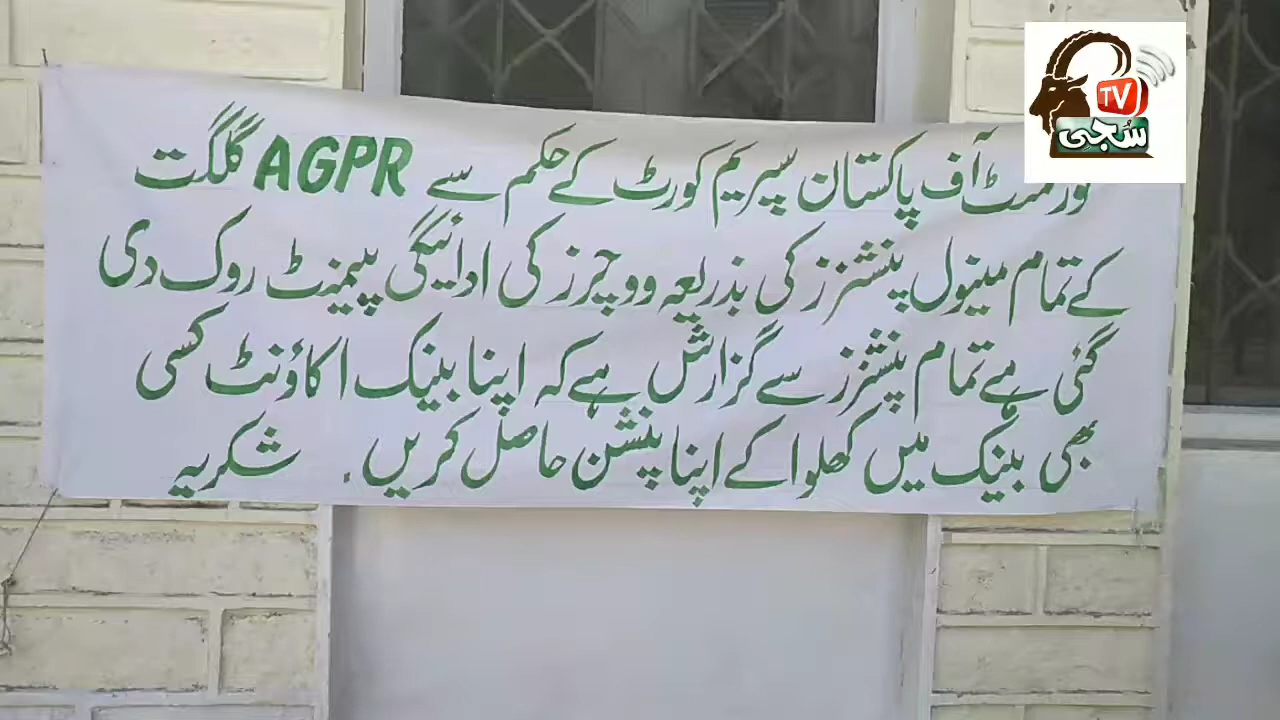 TV
سُجی
آف پاکستان سپریم کورٹ کے حکم سے AGPR گلگت
کے تمام مینول پنشنرز کی بذریعہ ووچرز کی ادائیگی پیمنٹ روک دی
گئی ہے تمام پنشنرز سے گزارش ہے کہ اپنا بینک اکاؤنٹ کسی
بھی بینک میں کھلوا کے اپنا پنشن حاصل کریں۔ شکریہ